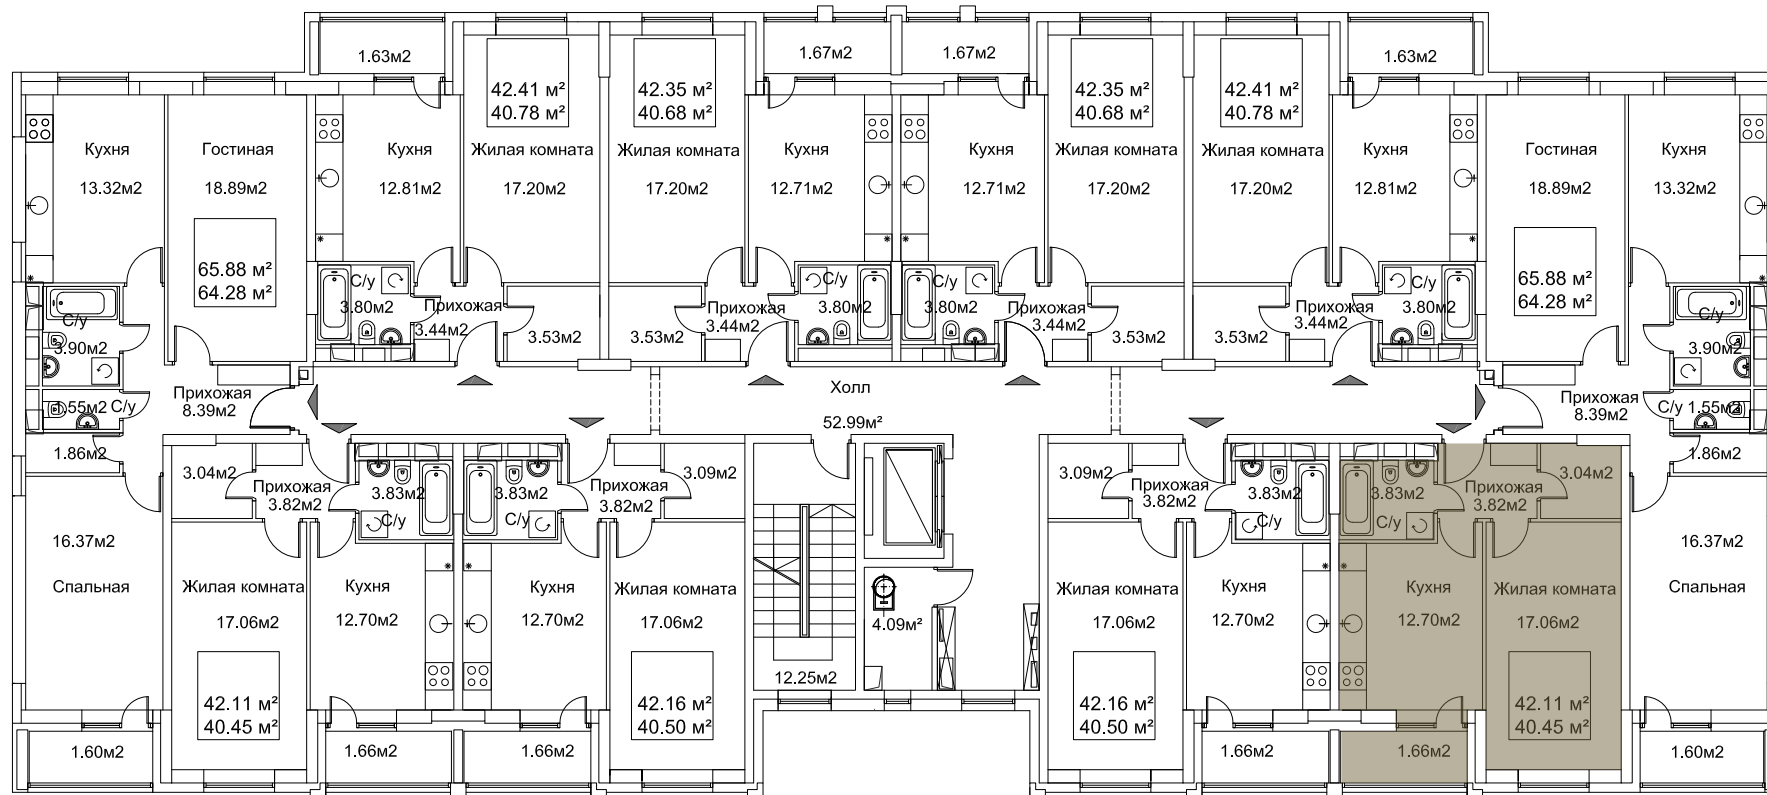 1.63м2
1.67м2
1.67м2
1.63м2
42.41 м²
40.78 м²
42.35 м²
40.68 м²
42.35 м²
40.68 м²
42.41 м²
40.78 м²
Кухня
13.32м2
Гостиная
18.89м2
Кухня
12.81м2
Жилая комната
17.20м2
Жилая комната
17.20м2
Кухня
12.71м2
Кухня
12.71м2
Жилая комната
17.20м2
Жилая комната
17.20м2
Кухня
12.81м2
Гостиная
18.89м2
Кухня
13.32м2
65.88 м²
64.28 м²
65.88 м²
64.28 м²
С/у
3.90м2
С/у
3.80м2
Прихожая
3.44м2
3.53м2
3.53м2
Прихожая
3.44м2
С/у
3.80м2
С/у
3.80м2
Прихожая
3.44м2
3.53м2
3.53м2
Прихожая
3.44м2
С/у
3.80м2
С/у
3.90м2
Прихожая
8.39м2
1.55м2
С/у
1.86м2
Холл
52.99м²
Прихожая
8.39м2
С/у
1.55м2
1.86м2
3.04м2
Прихожая
3.82м2
3.83м2
С/у
3.83м2
С/у
Прихожая
3.82м2
3.09м2
3.09м2
Прихожая
3.82м2
3.83м2
С/у
3.83м2
С/у
Прихожая
3.82м2
3.04м2
16.37м2
Спальная
Жилая комната
17.06м2
Кухня
12.70м2
Кухня
12.70м2
Жилая комната
17.06м2
4.09м²
12.25м2
Жилая комната
17.06м2
Кухня
12.70м2
Кухня
12.70м2
Жилая комната
17.06м2
16.37м2
Спальная
42.11 м²
40.45 м²
42.16 м²
40.50 м²
42.16 м²
40.50 м²
42.11 м²
40.45 м²
1.60м2
1.66м2
1.66м2
1.66м2
1.66м2
1.60м2